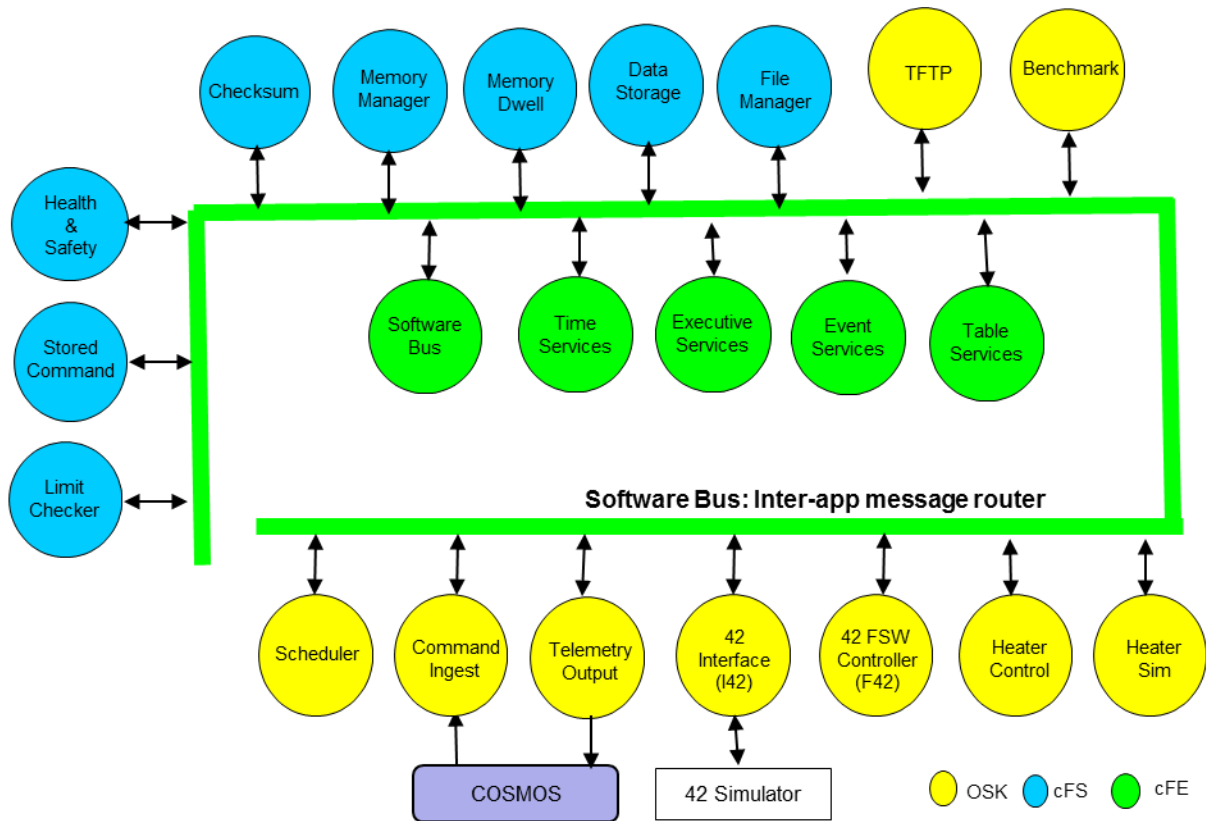 Checksum
Memory
Manager
Memory
Dwell
Data
Storage
File
Manager
TFTP
Benchmark
Health
&
Safety
Stored
Command
Limit
Checker
Software
Bus
Time
Services
Executive
Services
Event
Services
Table
Services
Software Bus: Inter-app message router
Scheduler
Command
Ingest
Telemetry
Output
42
Interface
(I42)
42 FSW
Controller
(F42)
Heater
Control
Heater
Sim
COSMOS
42 Simulator
OSK
cFS
cFE